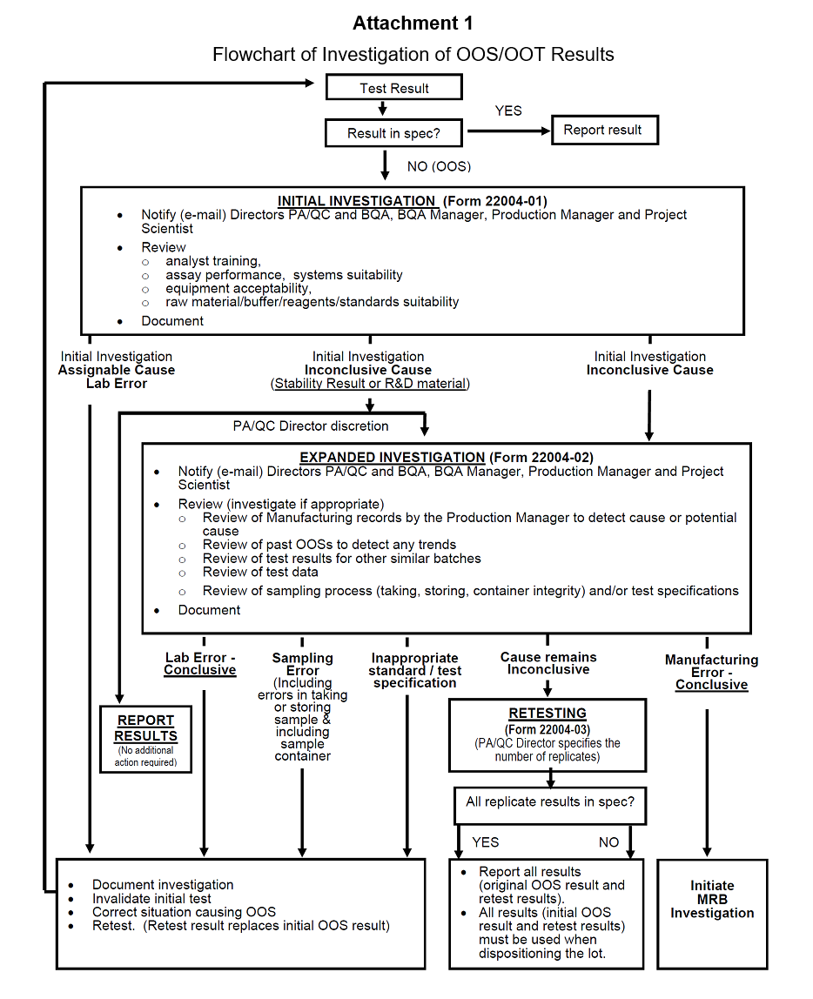 Attachment 1
Flowchart of Investigation of OOS/OOT Results
Test Result
Result in spec?
YES
Report result
NO (OOS)
INITIAL INVESTIGATION (Form 22004-01)
• Notify (e-mail) Directors PA/QC and BQA, BQA Manager, Production Manager and Project
Scientist
• Review
o analyst training,
o assay performance, systems suitability
o equipment acceptability,
o raw material/buffer/reagents/standards suitability
• Document
Initial Investigation
Assignable Cause
Lab Error
Initial Investigation
Inconclusive Cause
(Stability Result or R&D material)
Initial Investigation
Inconclusive Cause
PA/QC Director discretion
EXPANDED INVESTIGATION (Form 22004-02)
• Notify (e-mail) Directors PA/QC and BQA, BQA Manager, Production Manager and Project
Scientist
• Review (investigate if appropriate)
o Review of Manufacturing records by the Production Manager to detect cause or potential
cause
o Review of past OOSs to detect any trends
o Review of test results for other similar batches
o Review of test data
o Review of sampling process (taking, storing, container integrity) and/or test specifications
• Document
Lab Error -
Conclusive
Sampling
Error
(Including
errors in taking
or storing
sample &
including
sample
container
Inappropriate
standard / test
specification
Cause remains
Inconclusive
Manufacturing
Error -
Conclusive
REPORT
RESULTS
(No additional
action required)
RETESTING
(Form 22004-03)
(PA/QC Director specifies the
number of replicates)
All replicate results in spec?
YES
NO
• Document investigation
• Invalidate initial test
• Correct situation causing OOS
• Retest. (Retest result replaces initial OOS result)
• Report all results
(original OOS result and
retest results).
• All results (initial OOS
result and retest results)
must be used when
dispositioning the lot.
Initiate
MRB
Investigation